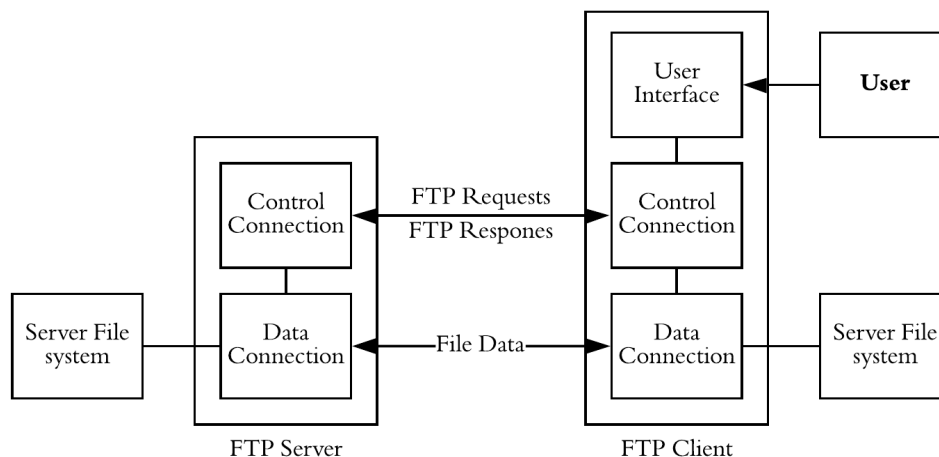 User
Interface
User
Control
Connection
FTP Requests
FTP Respones
Control
Connection
Server File
system
Data
Connection
File Data
Data
Connection
Server File
system
FTP Server
FTP Client